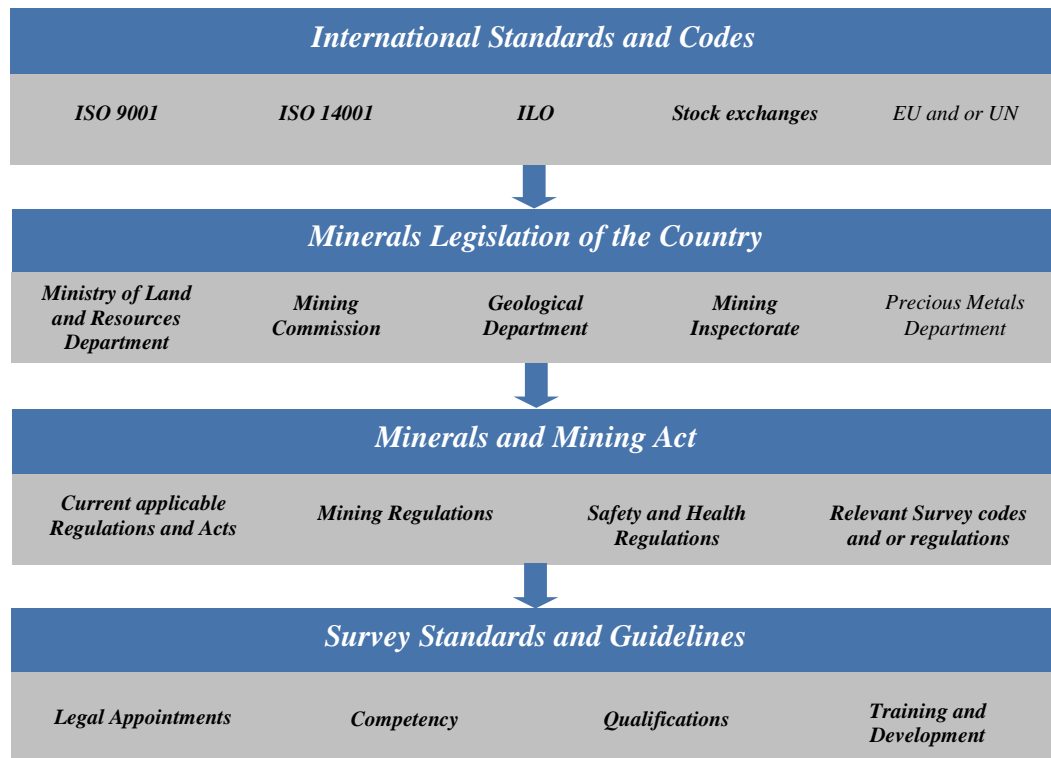 International Standards and Codes
ISO 9001 ISO 14001 ILO Stock exchanges EU and or UN
Minerals Legislation of the Country
Ministry of Land
and Resources
Department
Mining
Commission
Geological
Department
Mining
Inspectorate
Precious Metals
Department
Minerals and Mining Act
Current applicable
Regulations and Acts
Mining Regulations
Safety and Health
Regulations
Relevant Survey codes
and or regulations
Survey Standards and Guidelines
Legal Appointments
Competency
Qualifications
Training and
Development